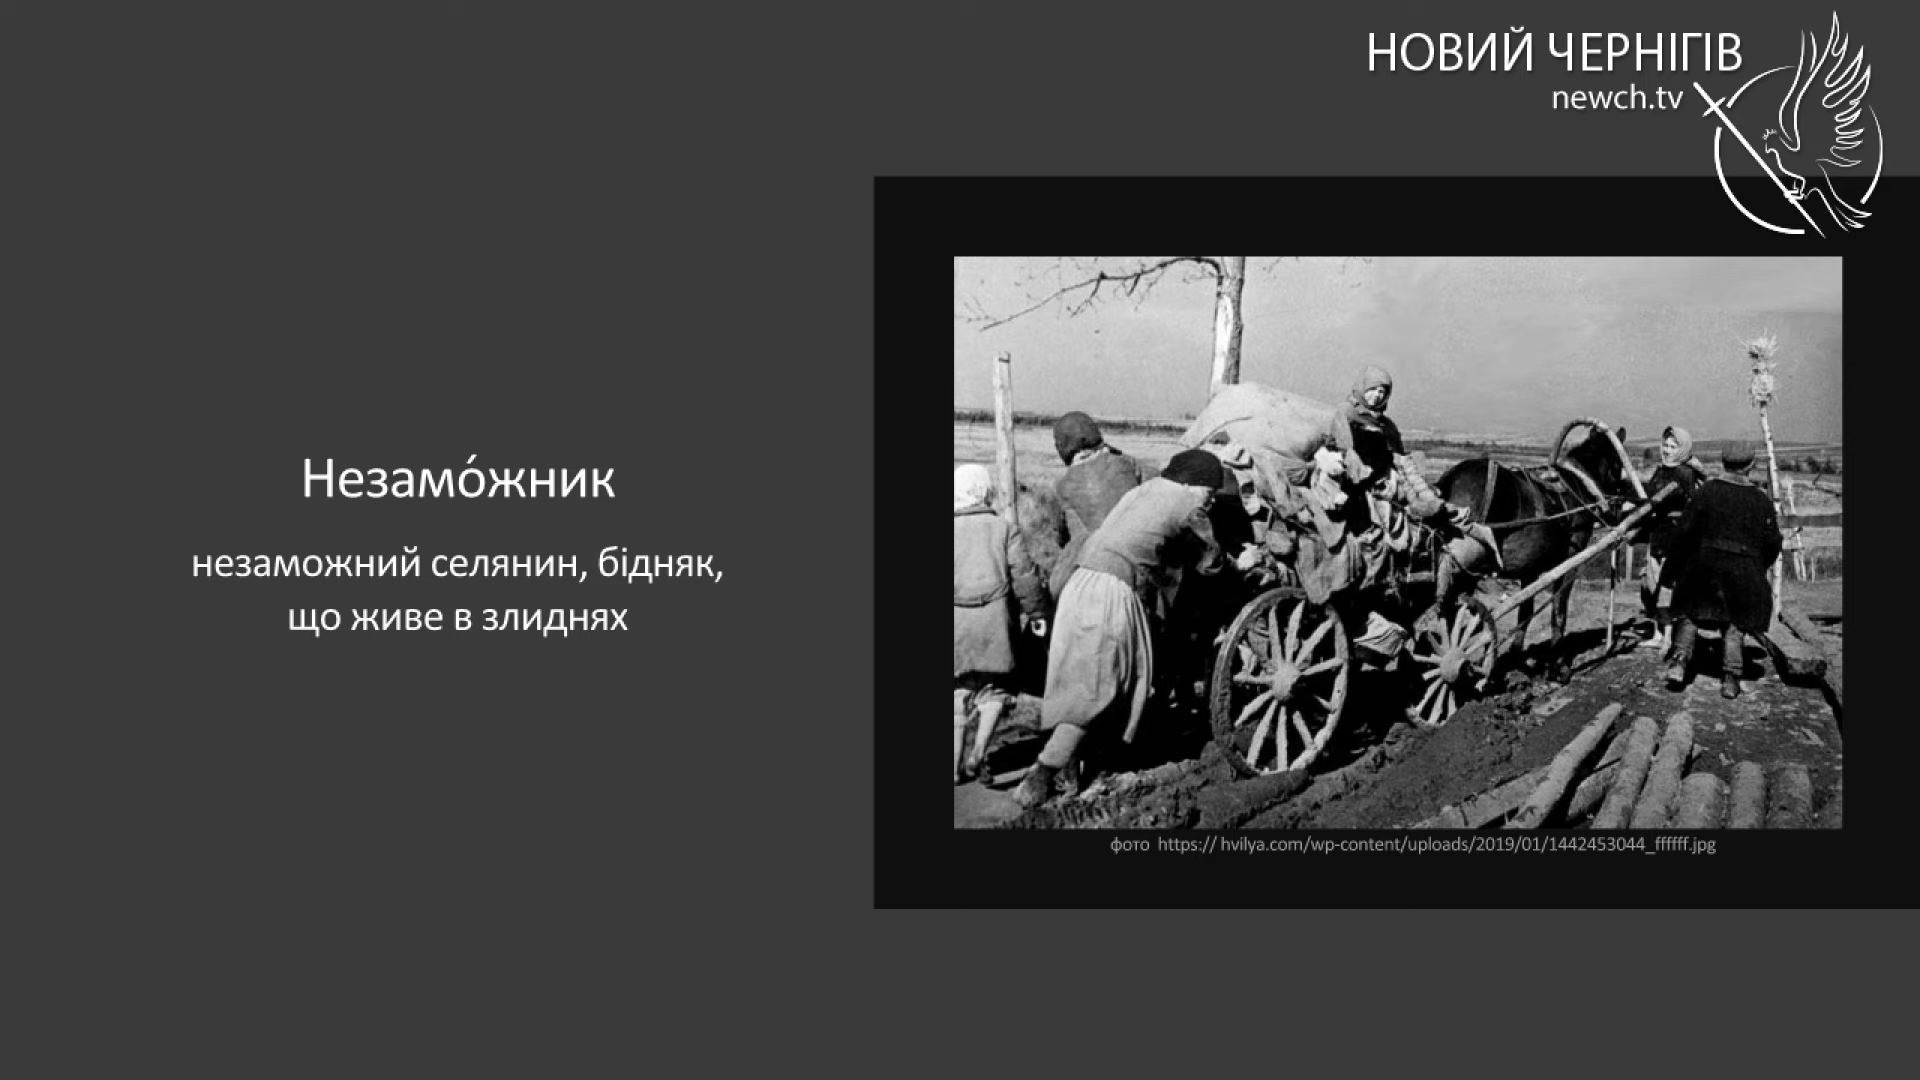 НОВИЙ ЧЕРНІГІВ
newch.tv
Незамо́жник
незаможний селянин, бідняк,
що живе в злиднях
фото https:// hvilya.com/wp-content/uploads/2019/01/1442453044_ffffff.jpg